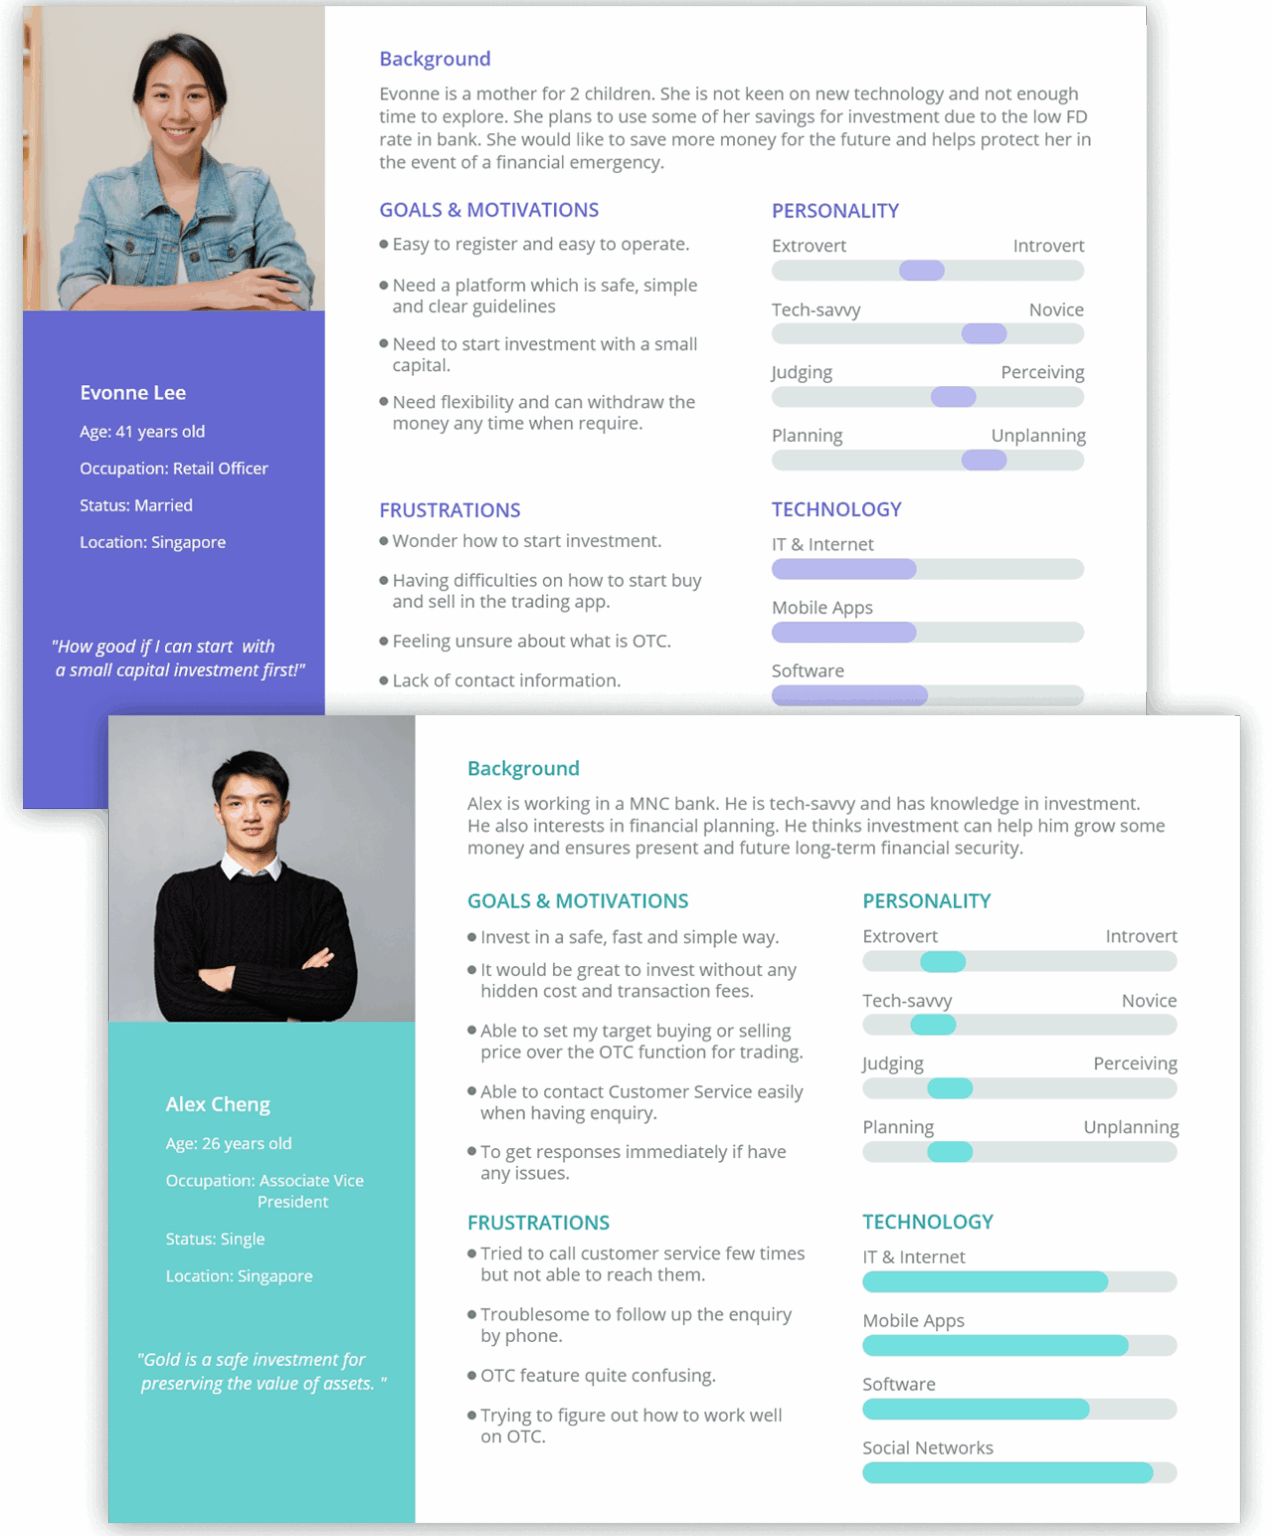 Evonne Lee
Age: 41 years old
Occupation: Retail Officer
Status: Married
Location: Singapore
"How good if I can start  with
a small capital investment first!"
Background
Evonne is a mother for 2 children. She is not keen on new technology and not enough
time to explore. She plans to use some of her savings for investment due to the low FD
rate in bank. She would like to save more money for the future and helps protect her in
the event of a financial emergency.
GOALS & MOTIVATIONS
• Easy to register and easy to operate.
• Need a platform which is safe, simple
and clear guidelines
• Need to start investment with a small
capital.
• Need flexibility and can withdraw the
money any time when require.
FRUSTRATIONS
• Wonder how to start investment.
• Having difficulties on how to start buy
and sell in the trading app.
• Feeling unsure about what is OTC.
• Lack of contact information.
PERSONALITY
Extrovert Introvert
Tech-savvy Novice
Judging Perceiving
Planning Unplanning
TECHNOLOGY
IT & Internet
Mobile Apps
Software
Alex Cheng
Age: 26 years old
Occupation: Associate Vice
President
Status: Single
Location: Singapore
"Gold is a safe investment for
preserving the value of assets. "
Background
Alex is working in a MNC bank. He is tech-savvy and has knowledge in investment.
He also interests in financial planning. He thinks investment can help him grow some
money and ensures present and future long-term financial security.
GOALS & MOTIVATIONS
• Invest in a safe, fast and simple way.
• It would be great to invest without any
hidden cost and transaction fees.
• Able to set my target buying or selling
price over the OTC function for trading.
• Able to contact Customer Service easily
when having enquiry.
• To get responses immediately if have
any issues.
FRUSTRATIONS
• Tried to call customer service few times
but not able to reach them.
• Troublesome to follow up the enquiry
by phone.
• OTC feature quite confusing.
• Trying to figure out how to work well
on OTC.
PERSONALITY
Extrovert Introvert
Tech-savvy Novice
Judging Perceiving
Planning Unplanning
TECHNOLOGY
IT & Internet
Mobile Apps
Software
Social Networks